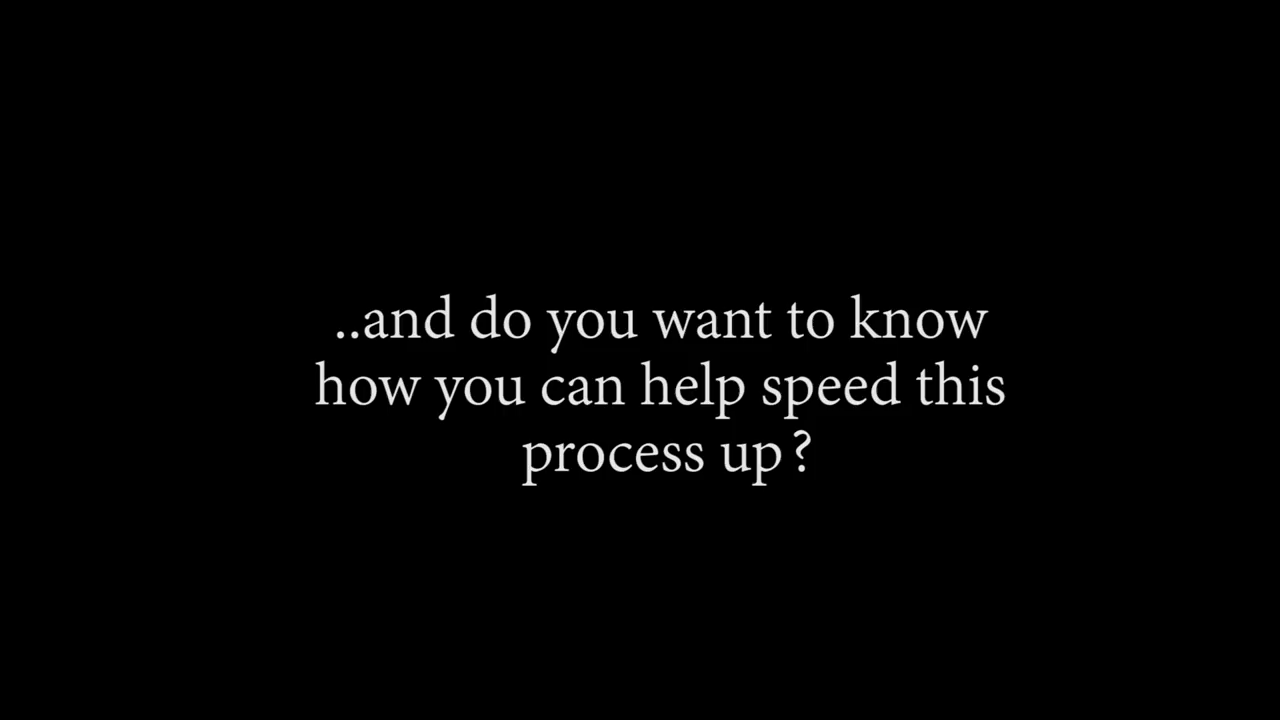 ..and do you want to know
how you can help speed this
process up?